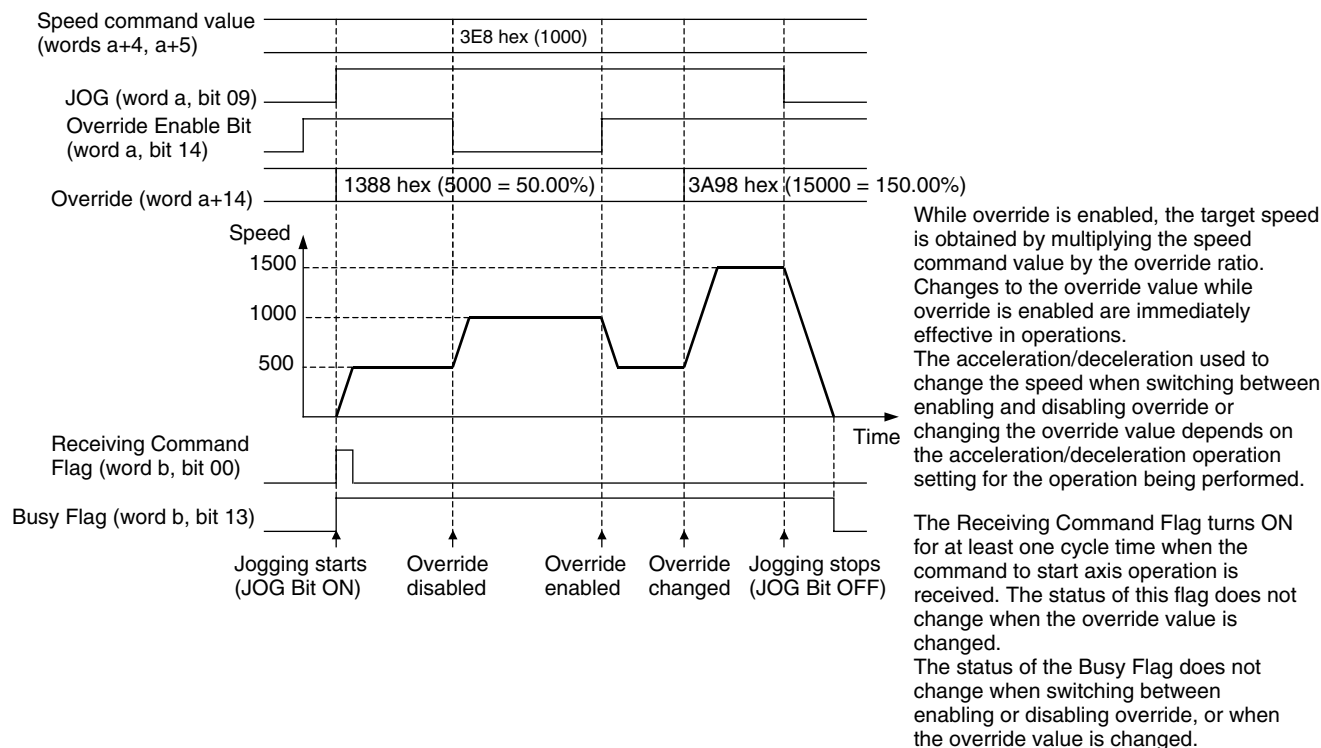 Speed command value
(words a+4, a+5)
3E8 hex (1000)
JOG (word a, bit 09)
Override Enable Bit
(word a, bit 14)
Override (word a+14)
1388 hex (5000 = 50.00%)
3A98 hex (15000 = 150.00%)
Speed
1500
1000
500
Time
Receiving Command
Flag (word b, bit 00)
Busy Flag (word b, bit 13)
Jogging starts
(JOG Bit ON)
Override
disabled
Override
enabled
Override
changed
Jogging stops
(JOG Bit OFF)
While override is enabled, the target speed
is obtained by multiplying the speed
command value by the override ratio.
Changes to the override value while
override is enabled are immediately
effective in operations.
The acceleration/deceleration used to
change the speed when switching between
enabling and disabling override or
changing the override value depends on
the acceleration/deceleration operation
setting for the operation being performed.
The Receiving Command Flag turns ON
for at least one cycle time when the
command to start axis operation is
received. The status of this flag does not
change when the override value is
changed.
The status of the Busy Flag does not
change when switching between
enabling or disabling override, or when
the override value is changed.